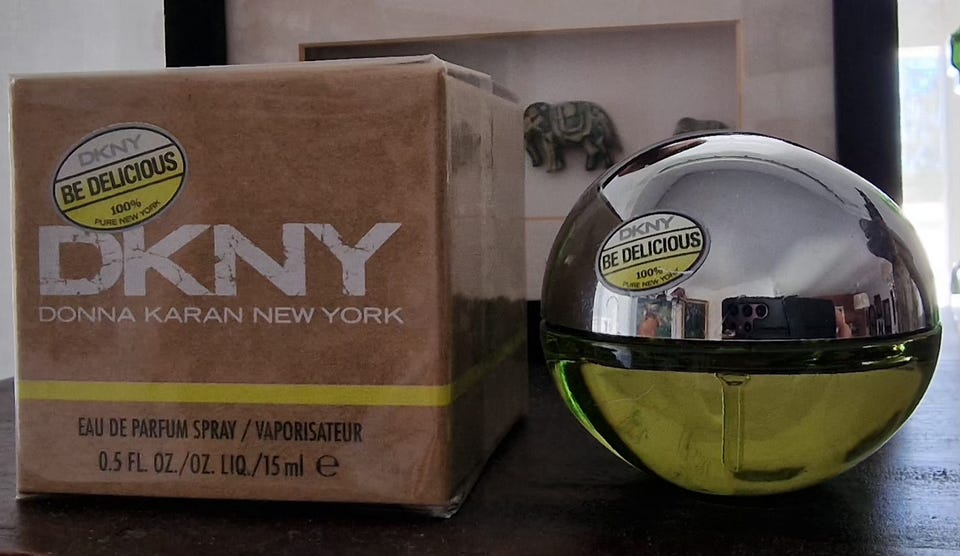 DKNY
BE DELICIOUS
100%
PURE NEW YORK
DKNY
DONNA KARAN NEW YORK
EAU DE PARFUM SPRAY / VAPORISATEUR
0.5 FL. OZ./OZ. LIQ./15 ml e
DKNY
BE DELICIOUS
100%
PURE NEW YORK